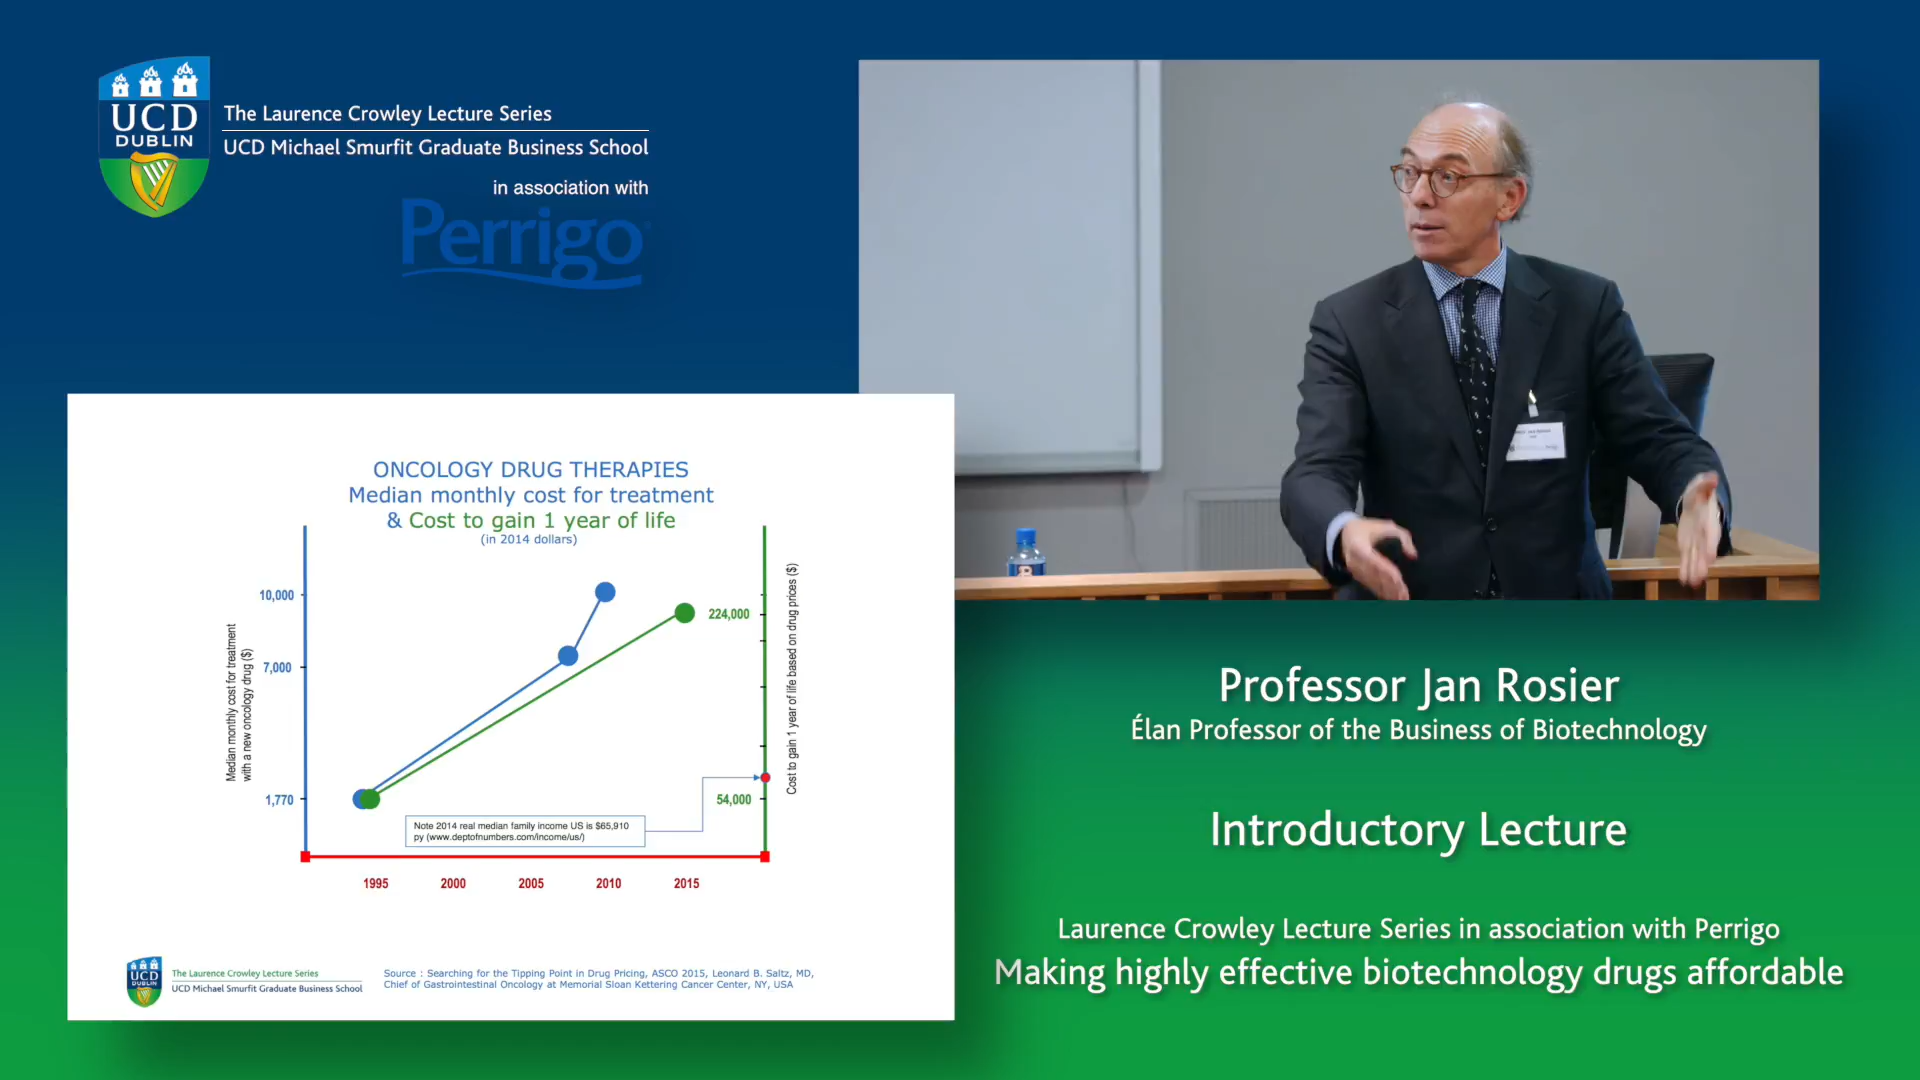 UCD
DUBLIN
The Laurence Crowley Lecture Series
UCD Michael Smurfit Graduate Business School
in association with
Perrigo
ONCOLOGY DRUG THERAPIES
Median monthly cost for treatment
& Cost to gain 1 year of life
(in 2014 dollars)
Median monthly cost for treatment
with a new oncology drug ($)
10,000
7,000
1,770
224,000
54,000
Cost to gain 1 year of life based on drug prices ($)
Note 2014 real median family income US is $65,910
py (www.deptofnumbers.com/income/us/)
1995 2000 2005 2010 2015
UCD
DUBLIN
The Laurence Crowley Lecture Series
UCD Michael Smurfit Graduate Business School
Source : Searching for the Tipping Point in Drug Pricing, ASCO 2015, Leonard B. Saltz, MD,
Chief of Gastrointestinal Oncology at Memorial Sloan Kettering Cancer Center, NY, USA
Professor Jan Rosier
Élan Professor of the Business of Biotechnology
Introductory Lecture
Laurence Crowley Lecture Series in association with Perrigo
Making highly effective biotechnology drugs affordable